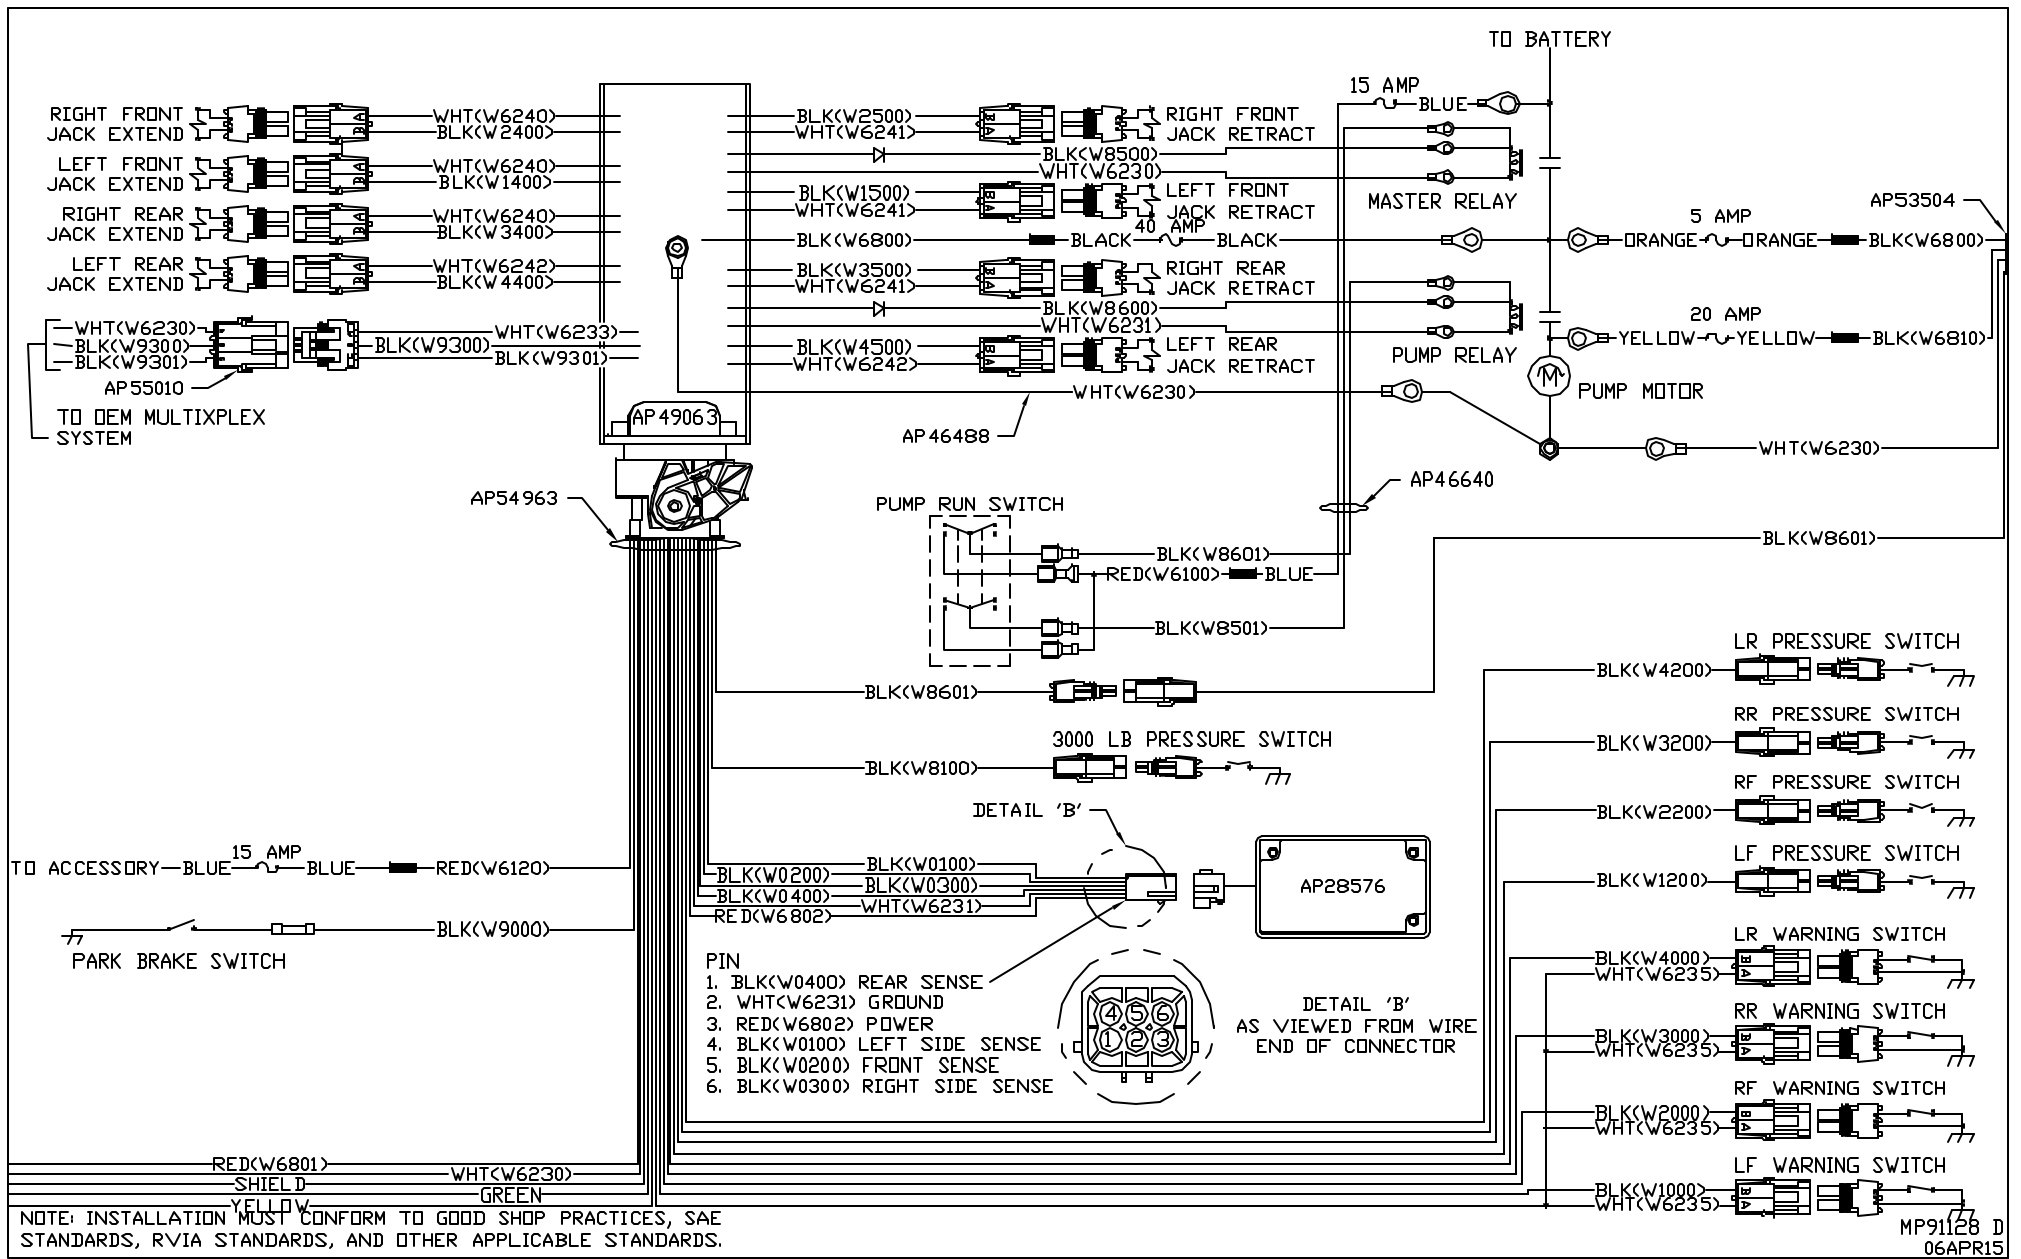 TO BATTERY
15 AMP
BLUE
RIGHT FRONT
JACK EXTEND
WHT(W6240)
BLK(W2400)
LEFT FRONT
JACK EXTEND
WHT(W6240)
BLK(W1400)
RIGHT REAR
JACK EXTEND
WHT(W6240)
BLK(W3400)
LEFT REAR
JACK EXTEND
WHT(W6242)
BLK(W4400)
WHT(W6230)
BLK(W9300)
BLK(W9301)
WHT(W6233)
BLK(W9300)
BLK(W9301)
AP55010
TO OEM MULTIXPLEX
SYSTEM
A
B
A
B
A
B
A
B
AP49063
AP54963
BLK(W2500)
WHT(W6241)
B
A
RIGHT FRONT
JACK RETRACT
BLK(W8500)
WHT(W6230)
BLK(W1500)
WHT(W6241)
B
A
LEFT FRONT
JACK RETRACT
MASTER RELAY
BLK(W6800)
BLACK
40 AMP
BLACK
BLK(W3500)
WHT(W6241)
B
A
RIGHT REAR
JACK RETRACT
BLK(W8600)
WHT(W6231)
BLK(W4500)
WHT(W6242)
B
A
LEFT REAR
JACK RETRACT
PUMP RELAY
WHT(W6230)
AP46488
AP53504
5 AMP
ORANGE
ORANGE
BLK(W6800)
20 AMP
YELLOW
YELLOW
BLK(W6810)
M
PUMP MOTOR
WHT(W6230)
AP46640
PUMP RUN SWITCH
BLK(W8601)
RED(W6100)
BLUE
BLK(W8501)
BLK(W8601)
BLK(W8601)
3000 LB PRESSURE SWITCH
BLK(W8100)
DETAIL 'B'
TO ACCESSORY
BLUE
15 AMP
BLUE
RED(W6120)
BLK(W9000)
PARK BRAKE SWITCH
BLK(W0100)
BLK(W0200)
BLK(W0300)
BLK(W0400)
WHT(W6231)
RED(W6802)
AP28576
PIN
1. BLK(W0400) REAR SENSE
2. WHT(W6231) GROUND
3. RED(W6802) POWER
4. BLK(W0100) LEFT SIDE SENSE
5. BLK(W0200) FRONT SENSE
6. BLK(W0300) RIGHT SIDE SENSE
4 5 6
1 2 3
DETAIL 'B'
AS VIEWED FROM WIRE
END OF CONNECTOR
LR PRESSURE SWITCH
BLK(W4200)
RR PRESSURE SWITCH
BLK(W3200)
RF PRESSURE SWITCH
BLK(W2200)
LF PRESSURE SWITCH
BLK(W1200)
LR WARNING SWITCH
BLK(W4000)
WHT(W6235)
B
A
RR WARNING SWITCH
BLK(W3000)
WHT(W6235)
B
A
RF WARNING SWITCH
BLK(W2000)
WHT(W6235)
B
A
LF WARNING SWITCH
BLK(W1000)
WHT(W6235)
B
A
RED(W6801)
WHT(W6230)
SHIELD
GREEN
YELLOW
NOTE: INSTALLATION MUST CONFORM TO GOOD SHOP PRACTICES, SAE
STANDARDS, RVIA STANDARDS, AND OTHER APPLICABLE STANDARDS.
MP91128 D
06APR15